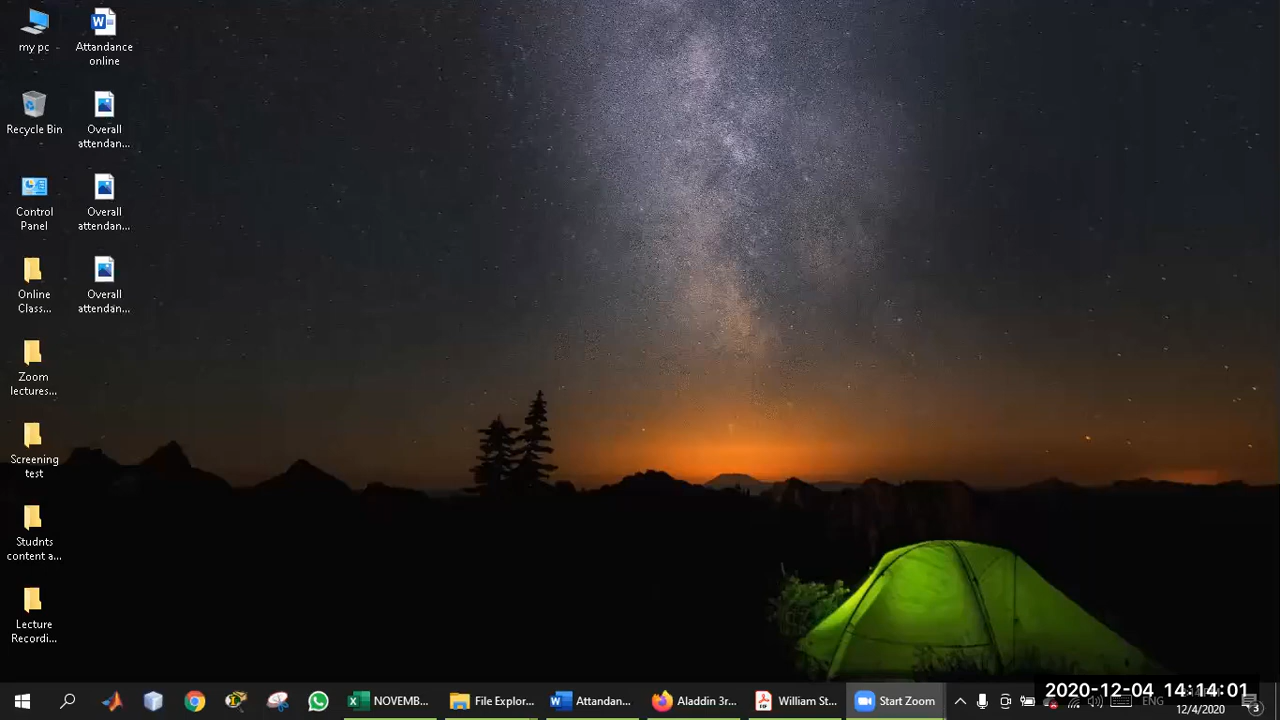 my pc
Attandance
online
Recycle Bin
Overall
attendan...
Control
Panel
Overall
attendan...
Online
Class...
Overall
attendan...
Zoom
lectures...
Screening
test
Studnts
content a...
Lecture
Recordi...
NOVEMB...
File Explor...
Attandan...
Aladdin 3r...
William St...
Start Zoom
ENG
2020-12-04 14:14:01
12/4/2020